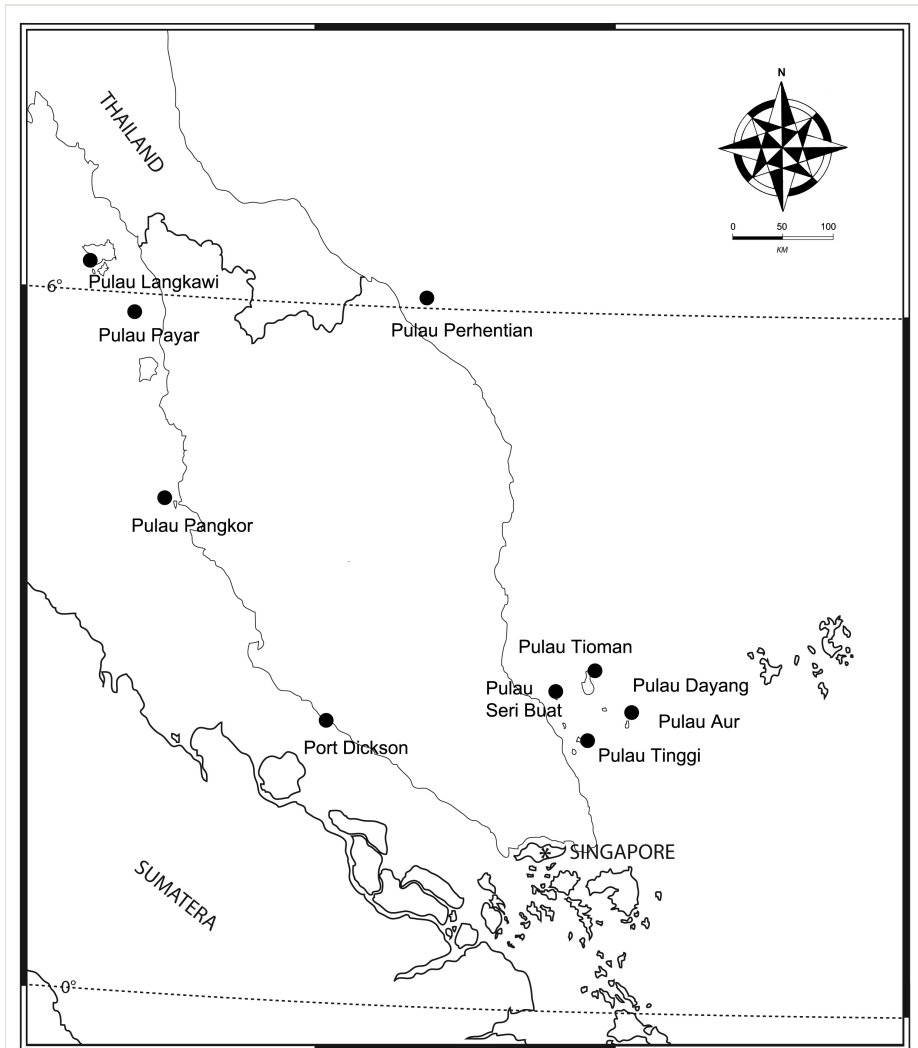 N
0 50 100
KM
THAILAND
Pulau Langkawi
6°
Pulau Payar
Pulau Perhentian
Pulau Pangkor
Pulau Tioman
Pulau
Seri Buat
Pulau Dayang
Pulau Aur
Port Dickson
Pulau Tinggi
SINGAPORE
SUMATERA
0°